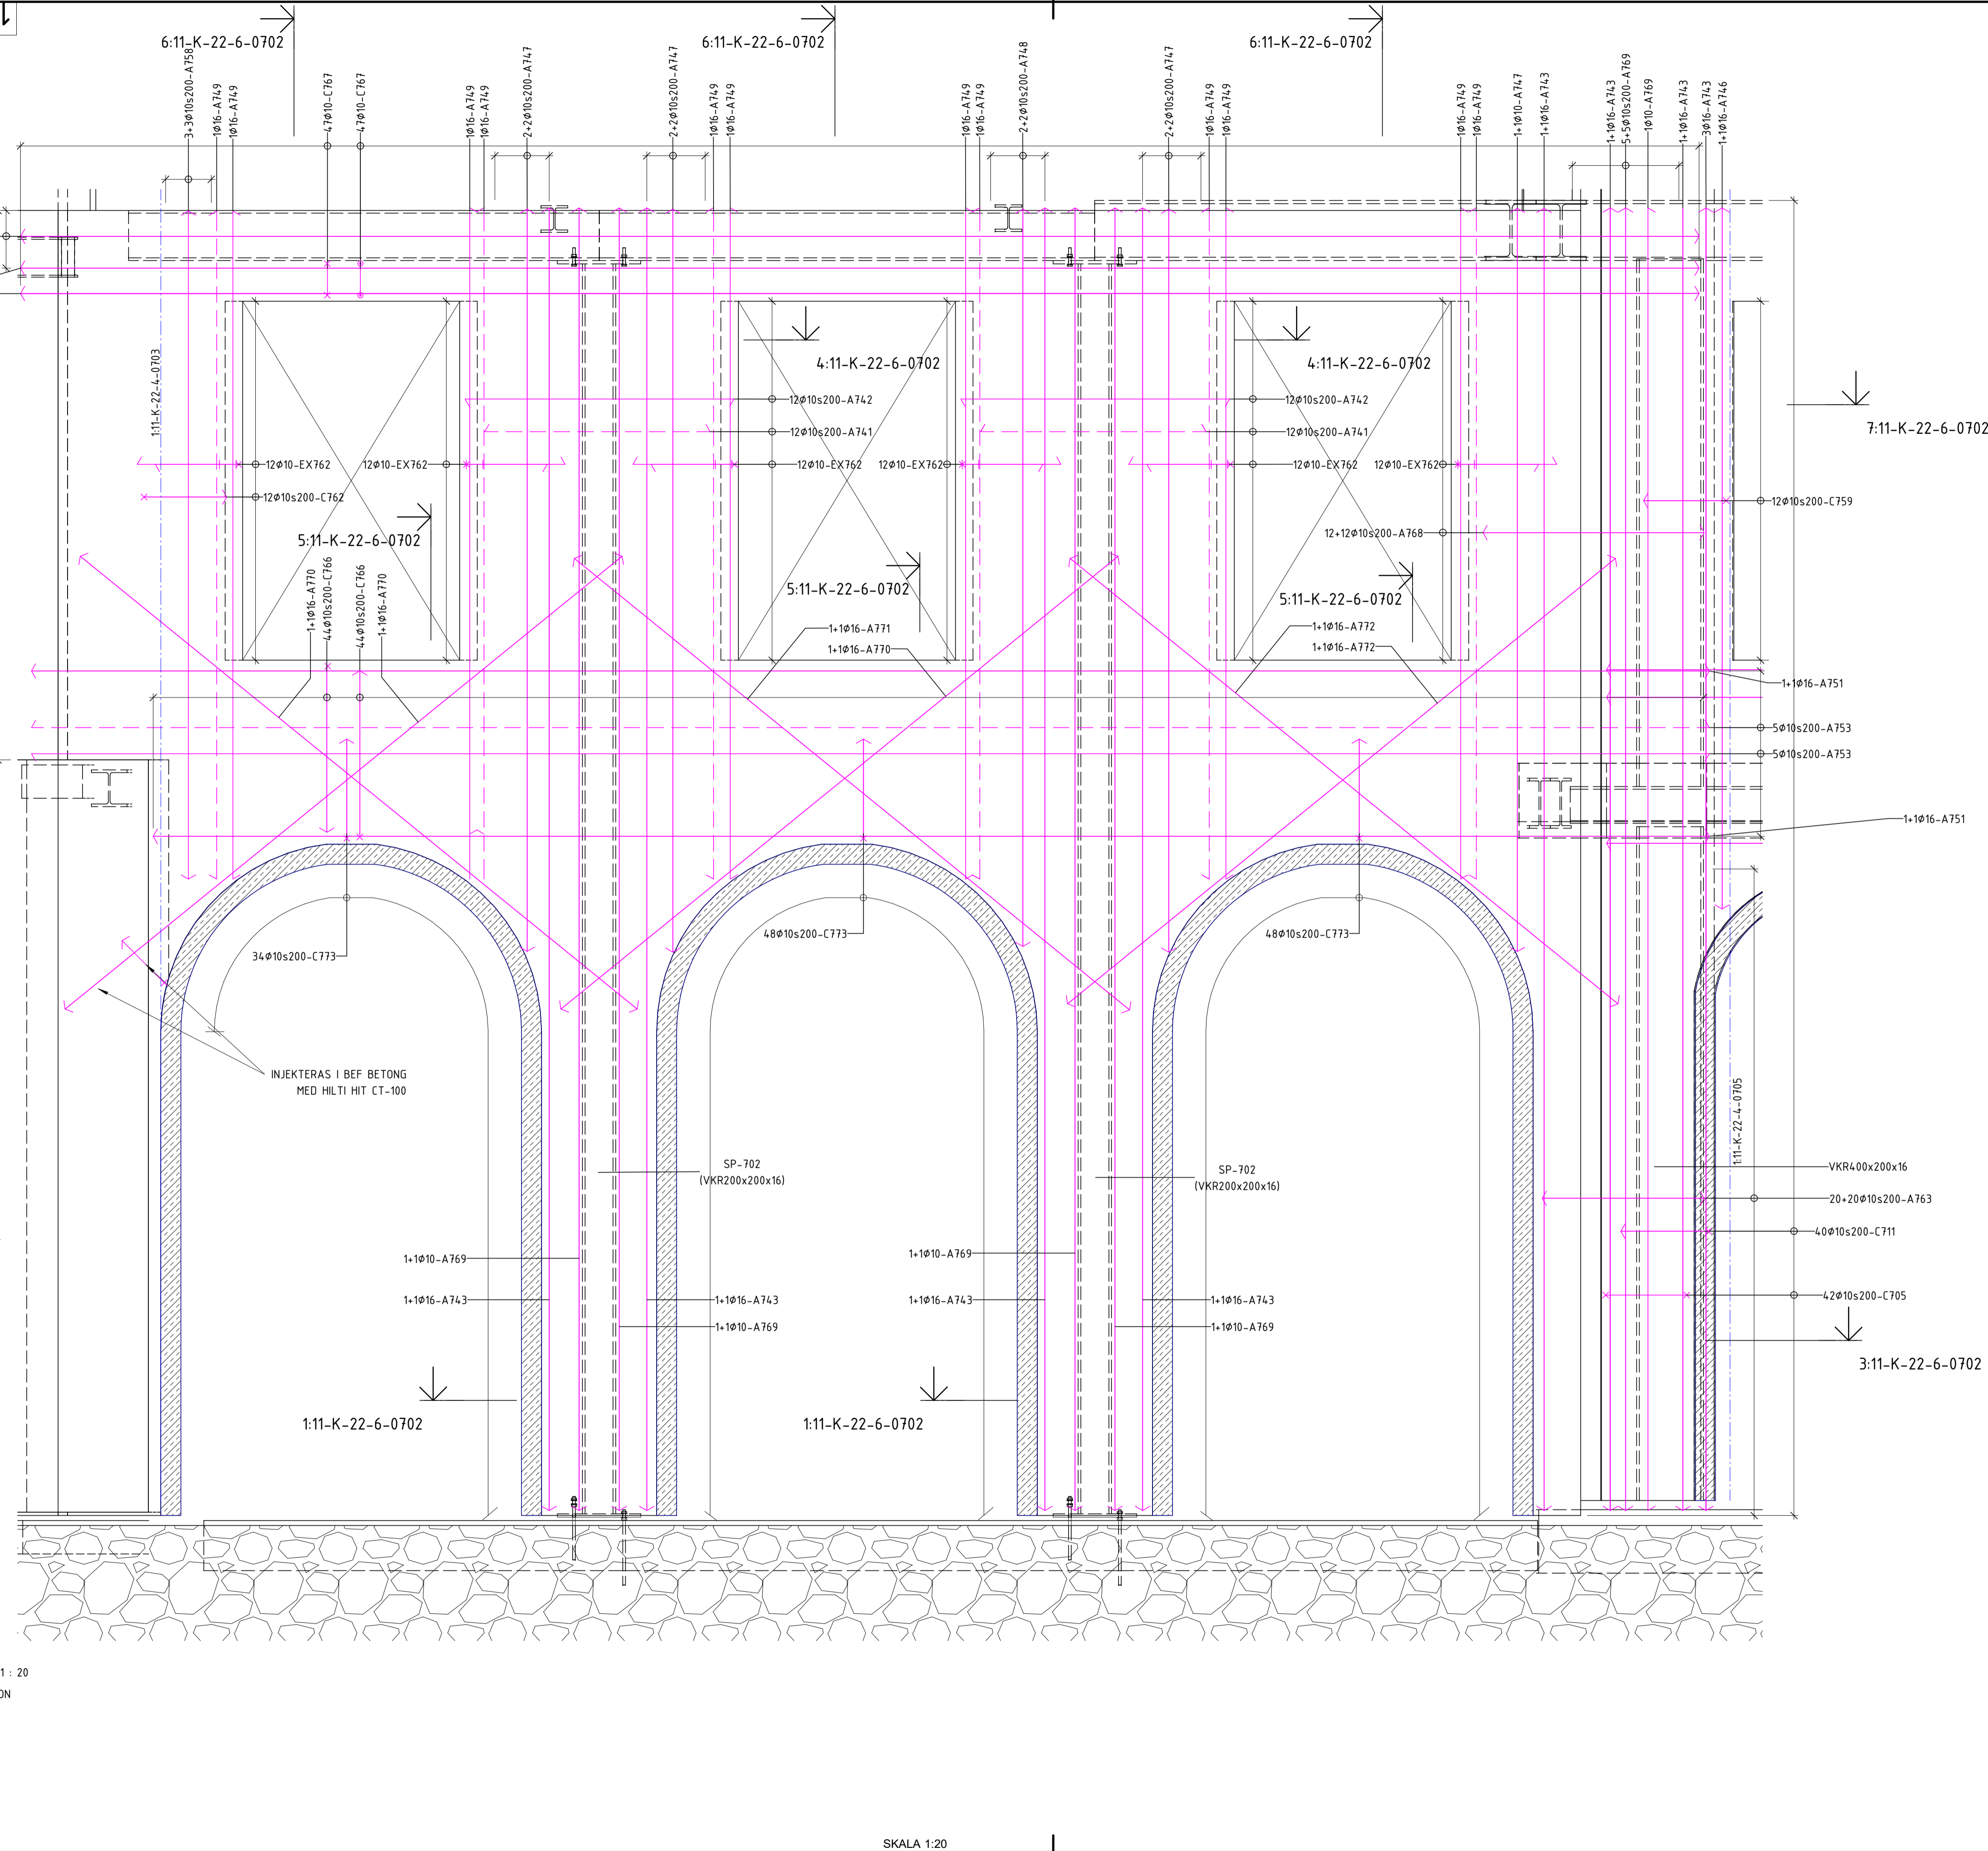 6:11-K-22-6-0702
6:11-K-22-6-0702
6:11-K-22-6-0702
3+3Ø10s200-A758
1Ø16-A749
1Ø16-A749
47Ø10-C767
47Ø10-C767
1Ø16-A749
1Ø16-A749
2+2Ø10s200-A747
2+2Ø10s200-A747
1Ø16-A749
1Ø16-A749
1Ø16-A749
1Ø16-A749
2+2Ø10s200-A748
2+2Ø10s200-A747
1Ø16-A749
1Ø16-A749
1Ø16-A749
1Ø16-A749
1+1Ø10-A747
1+1Ø16-A743
1+1Ø16-A743
5+5Ø10s200-A769
1Ø10-A769
1+1Ø16-A743
3Ø16-A743
1+1Ø16-A746
1:11-K-22-4-0703
4:11-K-22-6-0702
4:11-K-22-6-0702
12Ø10s200-A742
12Ø10s200-A742
7:11-K-22-6-0702
12Ø10s200-A741
12Ø10s200-A741
12Ø10-EX762
12Ø10-EX762
12Ø10-EX762
12Ø10-EX762
12Ø10-EX762
12Ø10-EX762
12Ø10s200-C762
12Ø10s200-C759
5:11-K-22-6-0702
12+12Ø10s200-A768
5:11-K-22-6-0702
5:11-K-22-6-0702
1+1Ø16-A770
44Ø10s200-C766
44Ø10s200-C766
1+1Ø16-A770
1+1Ø16-A771
1+1Ø16-A772
1+1Ø16-A770
1+1Ø16-A772
1+1Ø16-A751
5Ø10s200-A753
5Ø10s200-A753
1+1Ø16-A751
48Ø10s200-C773
48Ø10s200-C773
34Ø10s200-C773
INJEKTERAS I BEF BETONG
MED HILTI HIT CT-100
1:11-K-22-4-0705
SP-702
(VKR200x200x16)
SP-702
(VKR200x200x16)
VKR400x200x16
20+20Ø10s200-A763
40Ø10s200-C711
1+1Ø10-A769
1+1Ø10-A769
42Ø10s200-C705
1+1Ø16-A743
1+1Ø16-A743
1+1Ø16-A743
1+1Ø16-A743
1+1Ø10-A769
1+1Ø10-A769
3:11-K-22-6-0702
1:11-K-22-6-0702
1:11-K-22-6-0702
1 : 20
ON
SKALA 1:20